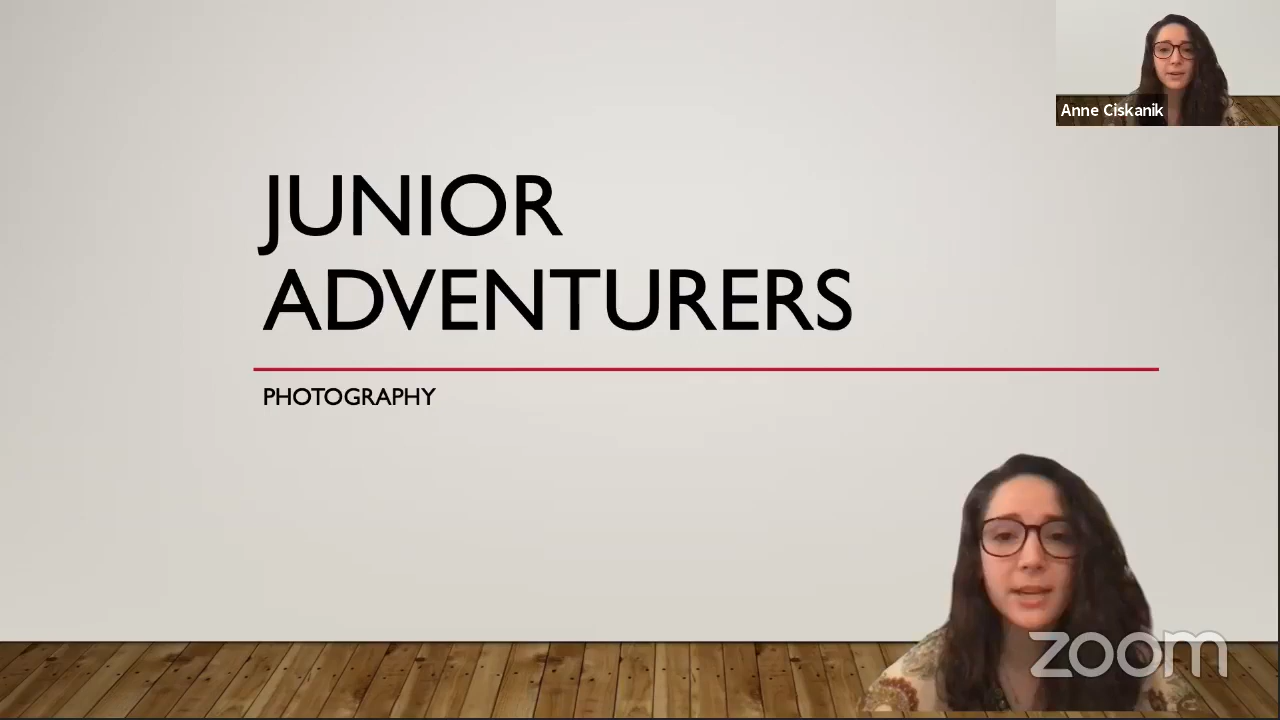 Anne Ciskanik
JUNIOR
ADVENTURERS
PHOTOGRAPHY
zoom